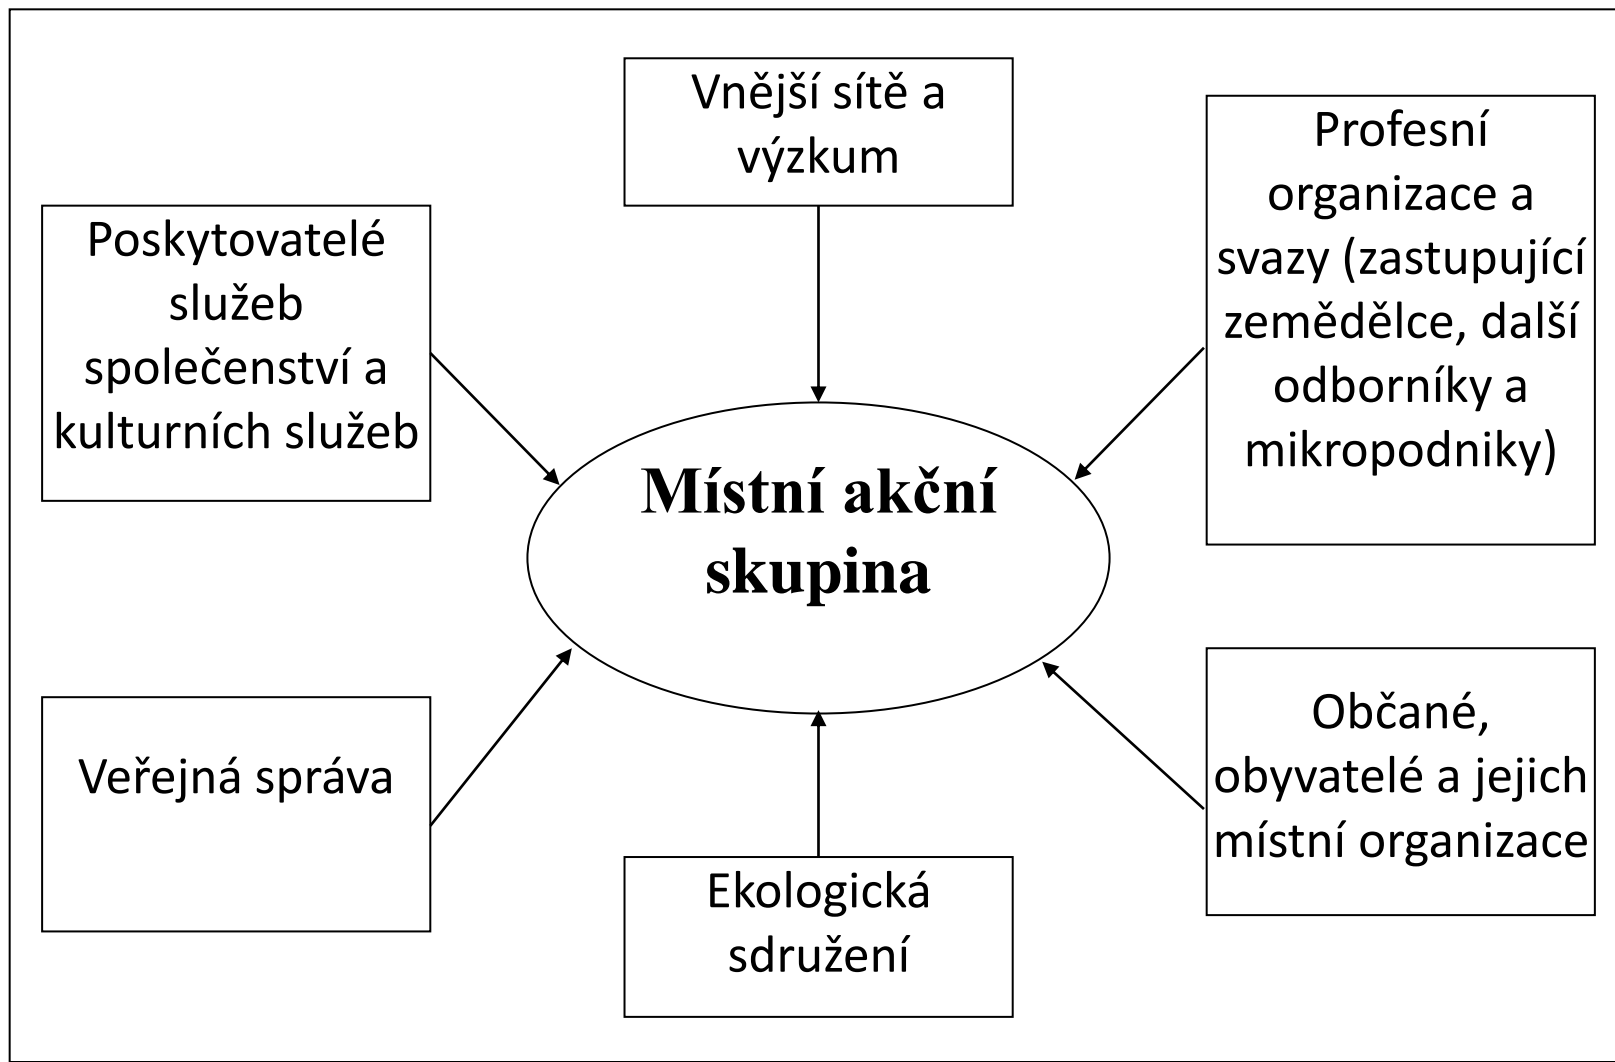 Vnější sítě a
výzkum
Profesní
organizace a
svazy (zastupující
zemědělce, další
odborníky a
mikropodniky)
Poskytovatelé
služeb
společenství a
kulturních služeb
Místní akční
skupina
Veřejná správa
Občané,
obyvatelé a jejich
místní organizace
Ekologická
sdružení